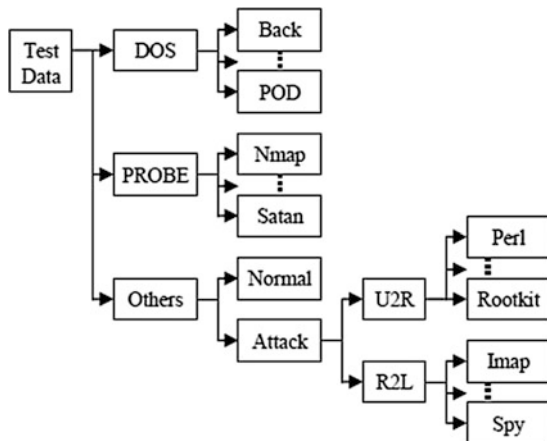 Test
Data
DOS
Back
POD
PROBE
Nmap
Satan
Others
Normal
Attack
U2R
Perl
Rootkit
R2L
Imap
Spy